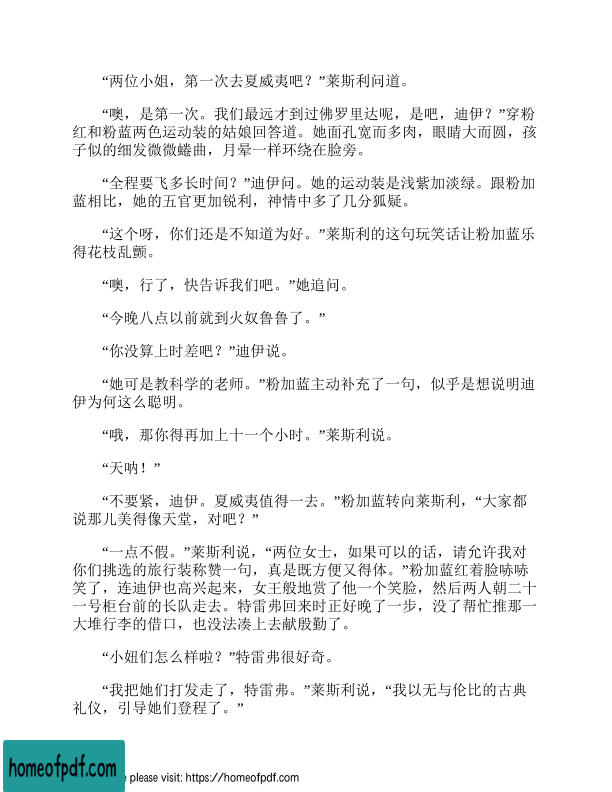 “两位小姐，第一次去夏威夷吧？”莱斯利问道。
“噢，是第一次。我们最远才到过佛罗里达呢，是吧，迪伊？”穿粉
红和粉蓝两色运动装的姑娘回答道。她面孔宽而多肉，眼睛大而圆，孩
子似的细发微微蜷曲，月晕一样环绕在脸旁。
“全程要飞多长时间？”迪伊问。她的运动装是浅紫加淡绿。跟粉加
蓝相比，她的五官更加锐利，神情中多了几分狐疑。
“这个呀，你们还是不知道为好。”莱斯利的这句玩笑话让粉加蓝乐
得花枝乱颤。
“噢，行了，快告诉我们吧。”她追问。
“今晚八点以前就到火奴鲁鲁了。”
“你没算上时差吧？”迪伊说。
“她可是教科学的老师。”粉加蓝主动补充了一句，似乎是想说明迪
伊为何这么聪明。
“哦，那你得再加上十一个小时。”莱斯利说。
“天呐！”
“不要紧，迪伊。夏威夷值得一去。”粉加蓝转向莱斯利，“大家都
说那儿美得像天堂，对吧？”
“一点不假。”莱斯利说，“两位女士，如果可以的话，请允许我对
你们挑选的旅行装称赞一句，真是既方便又得体。”粉加蓝红着脸哧哧
笑了，连迪伊也高兴起来，女王般地赏了他一个笑脸，然后两人朝二十
一号柜台前的长队走去。特雷弗回来时正好晚了一步，没了帮忙推那一
大堆行李的借口，也没法凑上去献殷勤了。
“小妞们怎么样啦？”特雷弗很好奇。
“我把她们打发走了，特雷弗。”莱斯利说，“我以无与伦比的古典
礼仪，引导她们登程了。”
homeofpdf.com
e please visit: https://homeofpdf.com